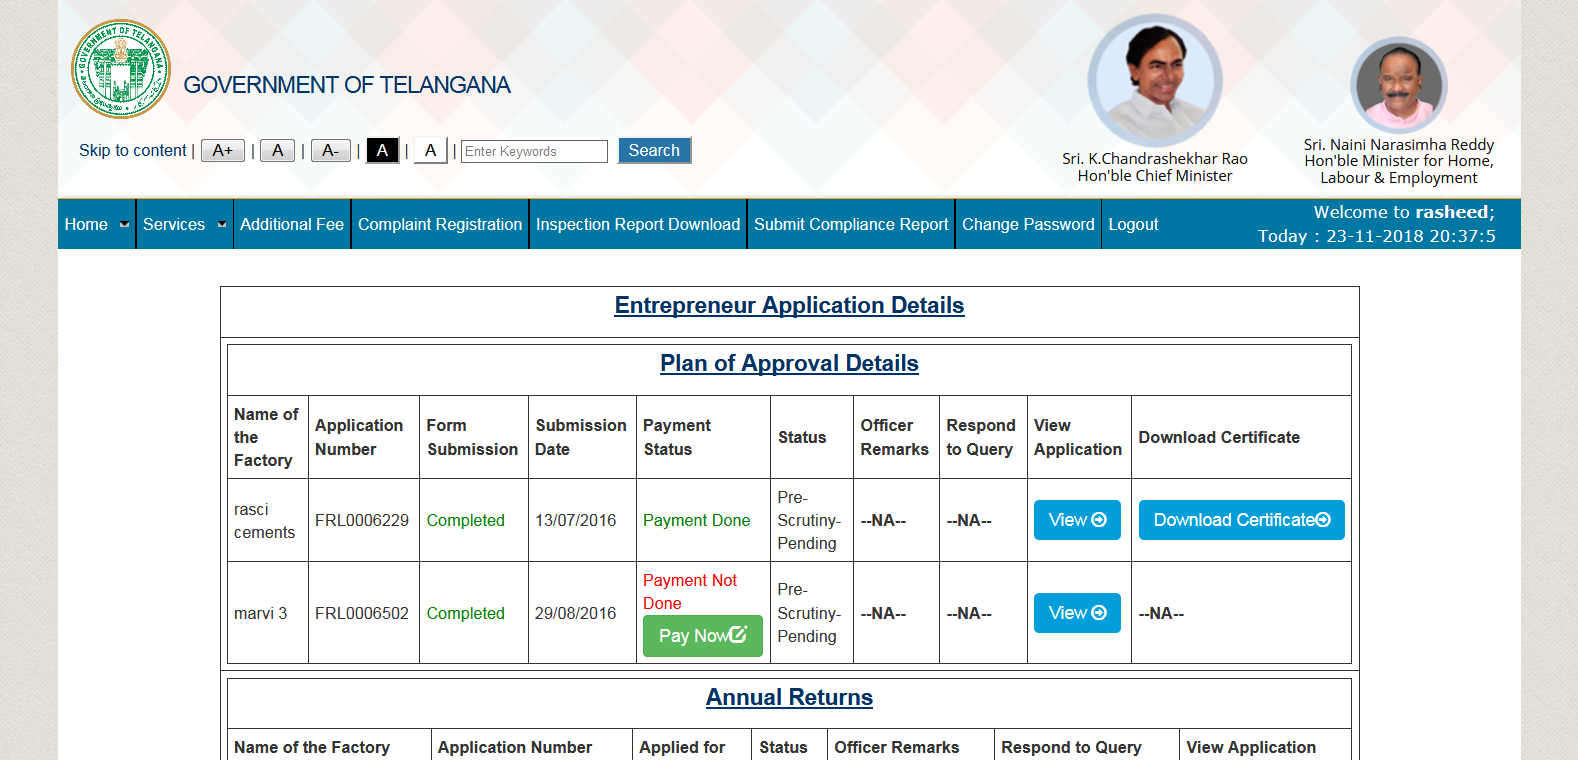 GOVERNMENT OF TELANGANA
GOVERNMENT OF TELANGANA
Skip to content | A+ | A | A- | A | A | Enter Keywords Search
Sri. K.Chandrashekhar Rao
Hon'ble Chief Minister
Sri. Naini Narasimha Reddy
Hon'ble Minister for Home,
Labour & Employment
Home Services Additional Fee Complaint Registration Inspection Report Download Submit Compliance Report Change Password Logout
Welcome to rasheed;
Today : 23-11-2018 20:37:5
Entrepreneur Application Details
Plan of Approval Details
Name of the Factory Application Number Form Submission Submission Date Payment Status Status Officer Remarks Respond to Query View Application Download Certificate
rasci cements FRL0006229 Completed 13/07/2016 Payment Done Pre-Scrutiny-Pending --NA-- --NA-- View Download Certificate
marvi 3 FRL0006502 Completed 29/08/2016 Payment Not Done Pay Now Pre-Scrutiny-Pending --NA-- --NA-- View --NA--
Annual Returns
Name of the Factory Application Number Applied for Status Officer Remarks Respond to Query View Application